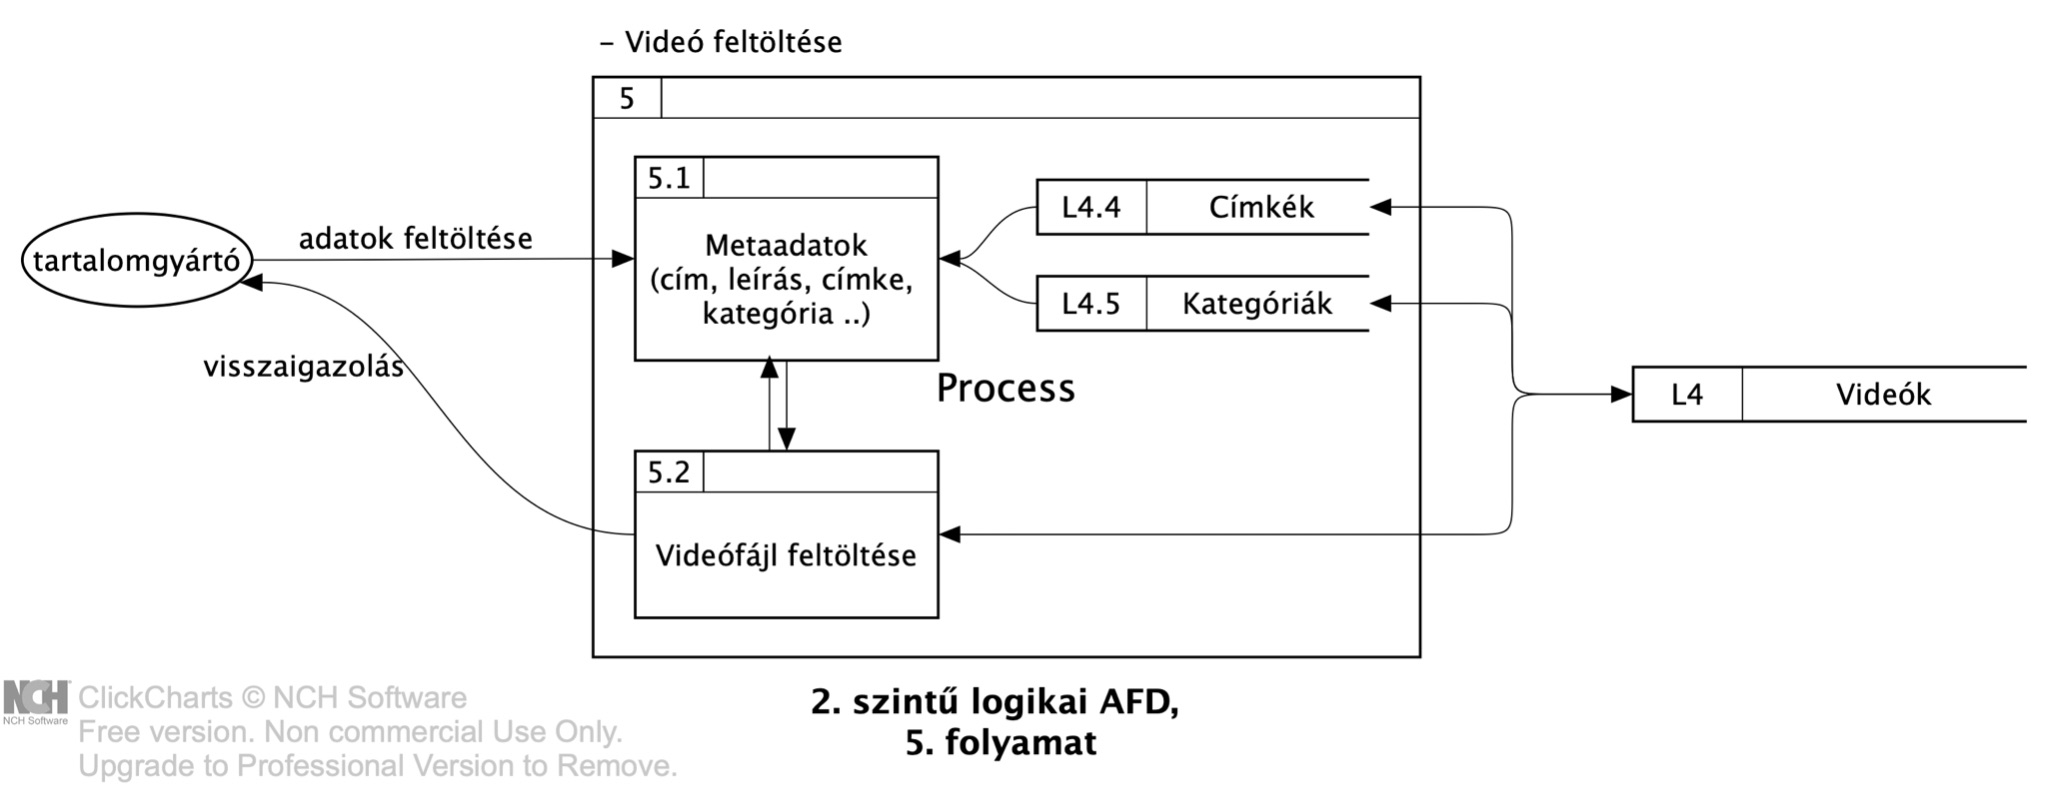 – Videó feltöltése
5
5.1
Metaadatok
(cím, leírás, címke,
kategória ..)
L4.4 Címkék
L4.5 Kategóriák
tartalomgyártó
adatok feltöltése
visszaigazolás
Process
L4 Videók
5.2
Videófájl feltöltése
2. szintű logikai AFD,
5. folyamat
NCH
NCH Software
ClickCharts © NCH Software
Free version. Non commercial Use Only.
Upgrade to Professional Version to Remove.